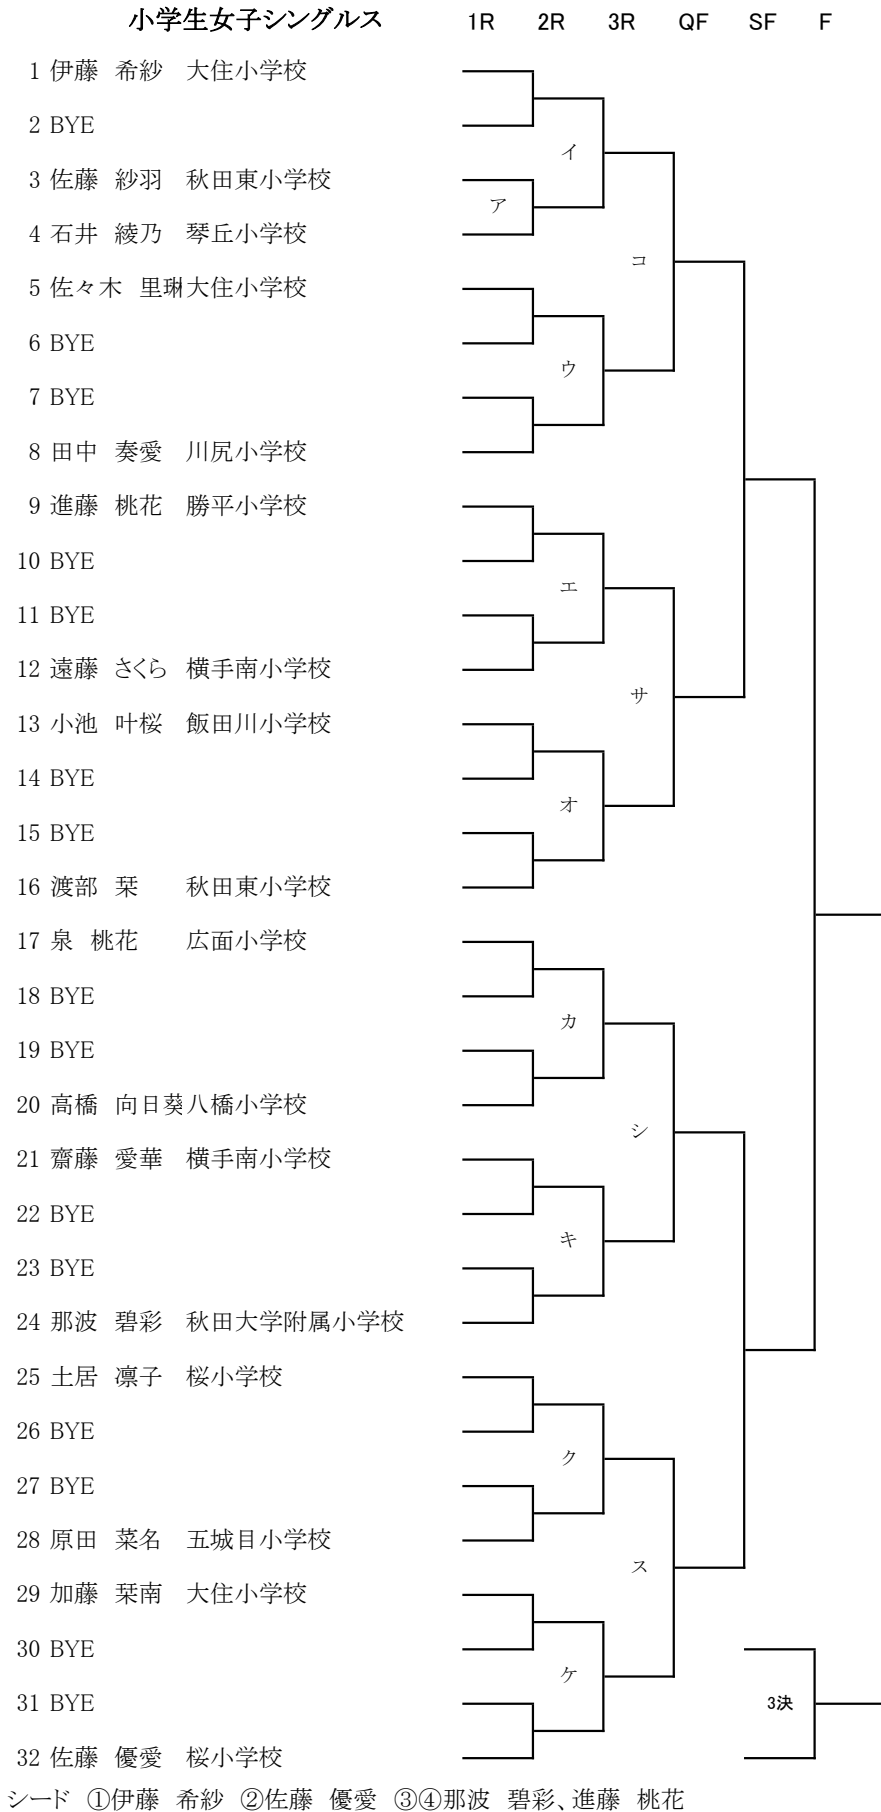 小学生女子シングルス 1R 2R 3R QF SF F
1 伊藤 希紗 大住小学校
2 BYE
イ
3 佐藤 紗羽 秋田東小学校
ア
4 石井 綾乃 琴丘小学校
コ
5 佐々木 里琳大住小学校
6 BYE
ウ
7 BYE
8 田中 奏愛 川尻小学校
9 進藤 桃花 勝平小学校
10 BYE
エ
11 BYE
12 遠藤 さくら 横手南小学校
サ
13 小池 叶桜 飯田川小学校
14 BYE
オ
15 BYE
16 渡部 栞 秋田東小学校
17 泉 桃花 広面小学校
18 BYE
カ
19 BYE
20 高橋 向日葵八橋小学校
シ
21 齋藤 愛華 横手南小学校
22 BYE
キ
23 BYE
24 那波 碧彩 秋田大学附属小学校
25 土居 凛子 桜小学校
26 BYE
ク
27 BYE
28 原田 菜名 五城目小学校
ス
29 加藤 栞南 大住小学校
30 BYE
ケ
31 BYE 3決
32 佐藤 優愛 桜小学校
シード ①伊藤 希紗 ②佐藤 優愛 ③④那波 碧彩、進藤 桃花